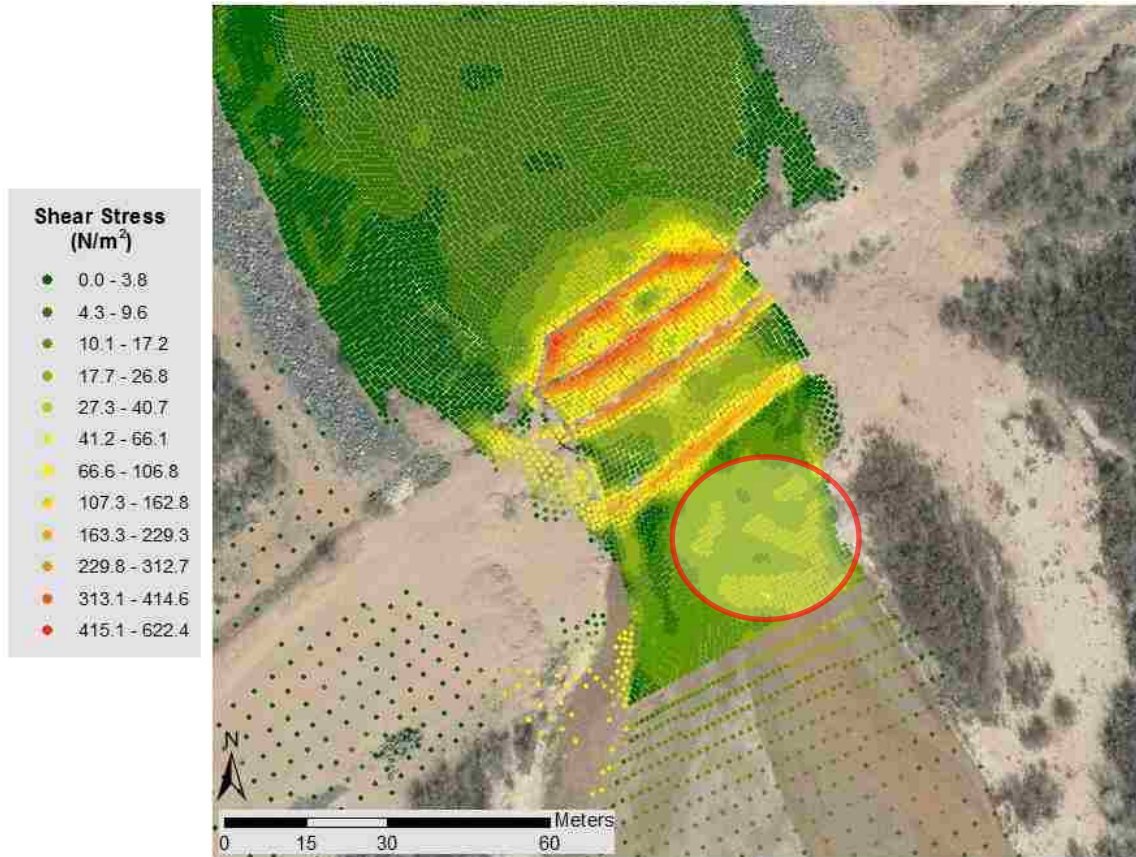 Shear Stress
(N/m²)
0.0 - 3.8
4.3 - 9.6
10.1 - 17.2
17.7 - 26.8
27.3 - 40.7
41.2 - 66.1
66.6 - 106.8
107.3 - 162.8
163.3 - 229.3
229.8 - 312.7
313.1 - 414.6
415.1 - 622.4
N
Meters
0 15 30 60